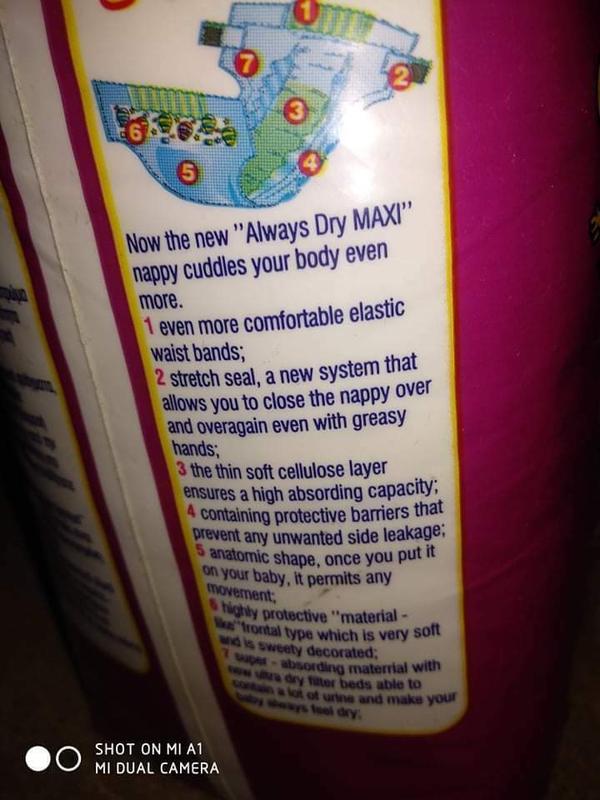 1
7
2
3
6
4
5
Now the new "Always Dry MAXI"
nappy cuddles your body even
more.
1 even more comfortable elastic
waist bands;
2 stretch seal, a new system that
allows you to close the nappy over
and overagain even with greasy
hands;
3 the thin soft cellulose layer
ensures a high absording capacity;
4 containing protective barriers that
prevent any unwanted side leakage;
5 anatomic shape, once you put it
on your baby, it permits any
movement;
6 highly protective "material -
like"frontal type which is very soft
and is sweety decorated;
7 super - absording materrial with
new ultra dry filter beds able to
contain a lot of urine and make your
baby always feel dry;
SHOT ON MI A1
MI DUAL CAMERA